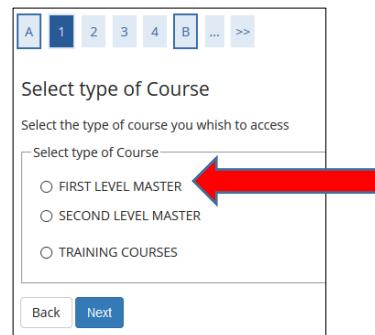 A 1 2 3 4 B ... >>
Select type of Course
Select the type of course you whish to access
Select type of Course
FIRST LEVEL MASTER
SECOND LEVEL MASTER
TRAINING COURSES
Back Next